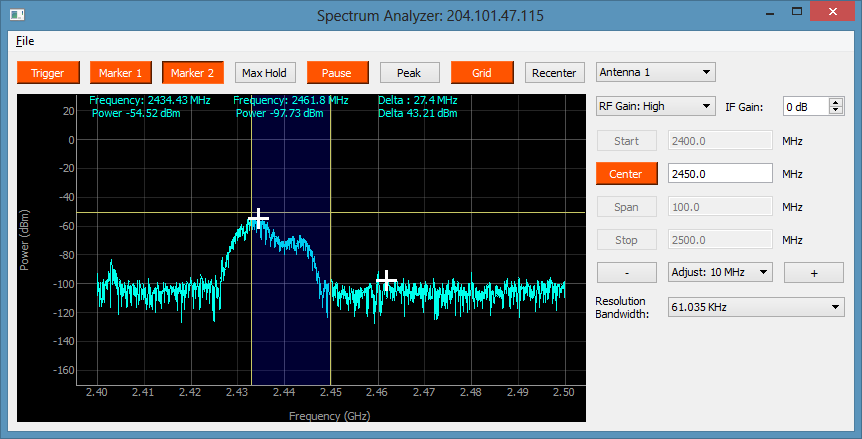 Spectrum Analyzer: 204.101.47.115
File
Trigger Marker 1 Marker 2 Max Hold Pause Peak Grid Recenter Antenna 1
Frequency: 2434.43 MHz Frequency: 2461.8 MHz Delta : 27.4 MHz
Power -54.52 dBm Power -97.73 dBm Delta 43.21 dBm
RF Gain: High IF Gain: 0 dB
Start 2400.0 MHz
Center 2450.0 MHz
Span 100.0 MHz
Stop 2500.0 MHz
- Adjust: 10 MHz +
Resolution
Bandwidth: 61.035 KHz
Power (dBm)
20
0
-20
-40
-60
-80
-100
-120
-140
-160
2.40 2.41 2.42 2.43 2.44 2.45 2.46 2.47 2.48 2.49 2.50
Frequency (GHz)